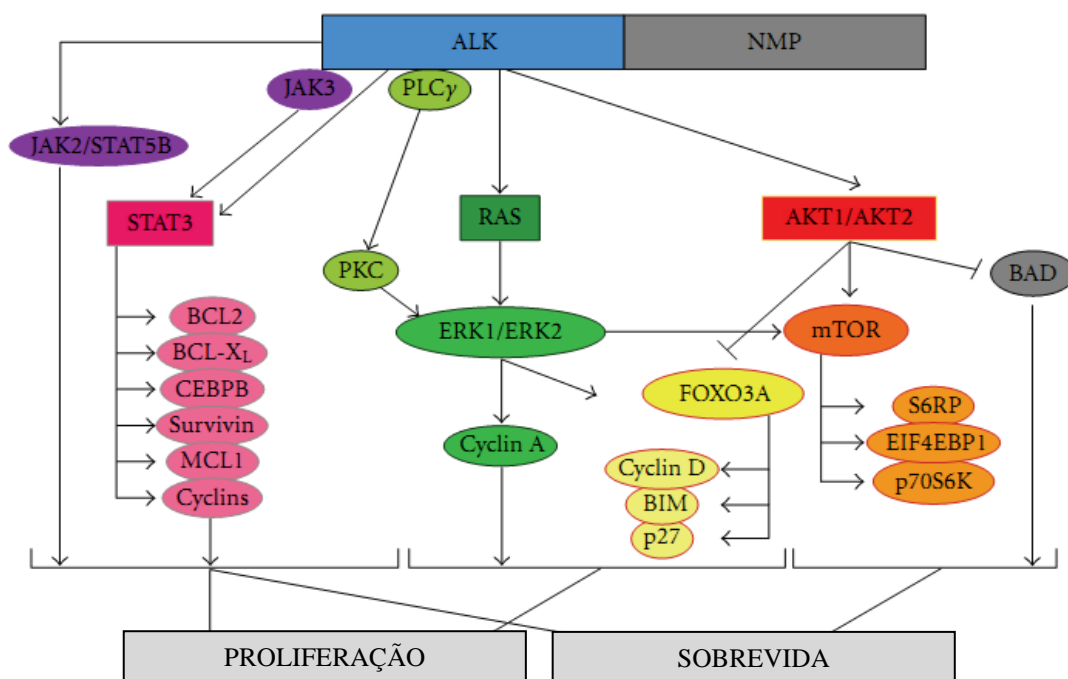 ALK
NMP
JAK3
PLCγ
JAK2/STAT5B
STAT3
RAS
AKT1/AKT2
PKC
BAD
BCL2
BCL-XL
CEBPB
Survivin
MCL1
Cyclins
ERK1/ERK2
mTOR
FOXO3A
Cyclin A
Cyclin D
BIM
p27
S6RP
EIF4EBP1
p70S6K
PROLIFERAÇÃO
SOBREVIDA